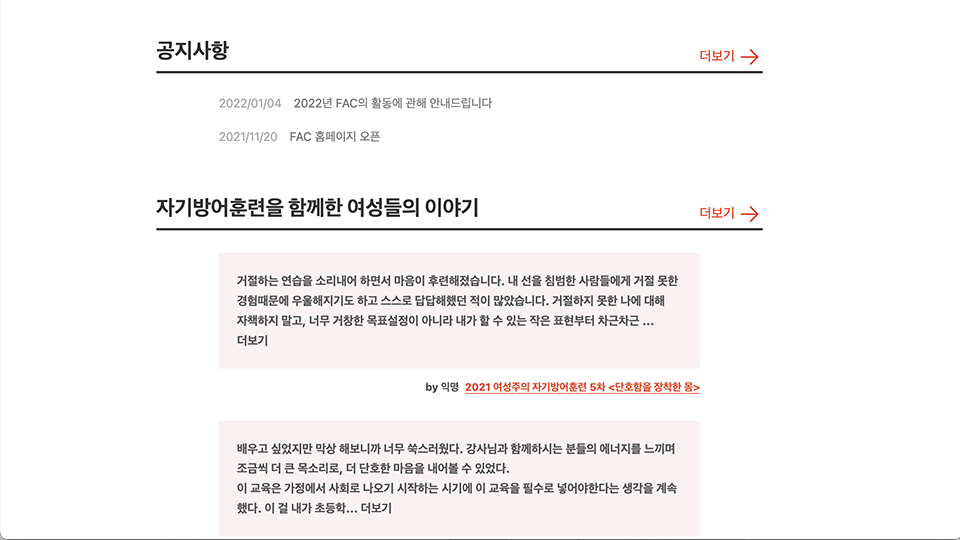 공지사항
더보기
2022/01/04 2022년 FAC의 활동에 관해 안내드립니다
2021/11/20 FAC 홈페이지 오픈
자기방어훈련을 함께한 여성들의 이야기
더보기
거절하는 연습을 소리내어 하면서 마음이 후련해졌습니다. 내 선을 침범한 사람들에게 거절 못한
경험때문에 우울해지기도 하고 스스로 답답해했던 적이 많았습니다. 거절하지 못한 나에 대해
자책하지 말고, 너무 거창한 목표설정이 아니라 내가 할 수 있는 작은 표현부터 차근차근 ...
더보기
by 익명 2021 여성주의 자기방어훈련 5차 <단호함을 장착한 몸>
배우고 싶었지만 막상 해보니까 너무 쑥스러웠다. 강사님과 함께하시는 분들의 에너지를 느끼며
조금씩 더 큰 목소리로, 더 단호한 마음을 내어볼 수 있었다.
이 교육은 가정에서 사회로 나오기 시작하는 시기에 이 교육을 필수로 넣어야한다는 생각을 계속
했다. 이 걸 내가 초등학... 더보기